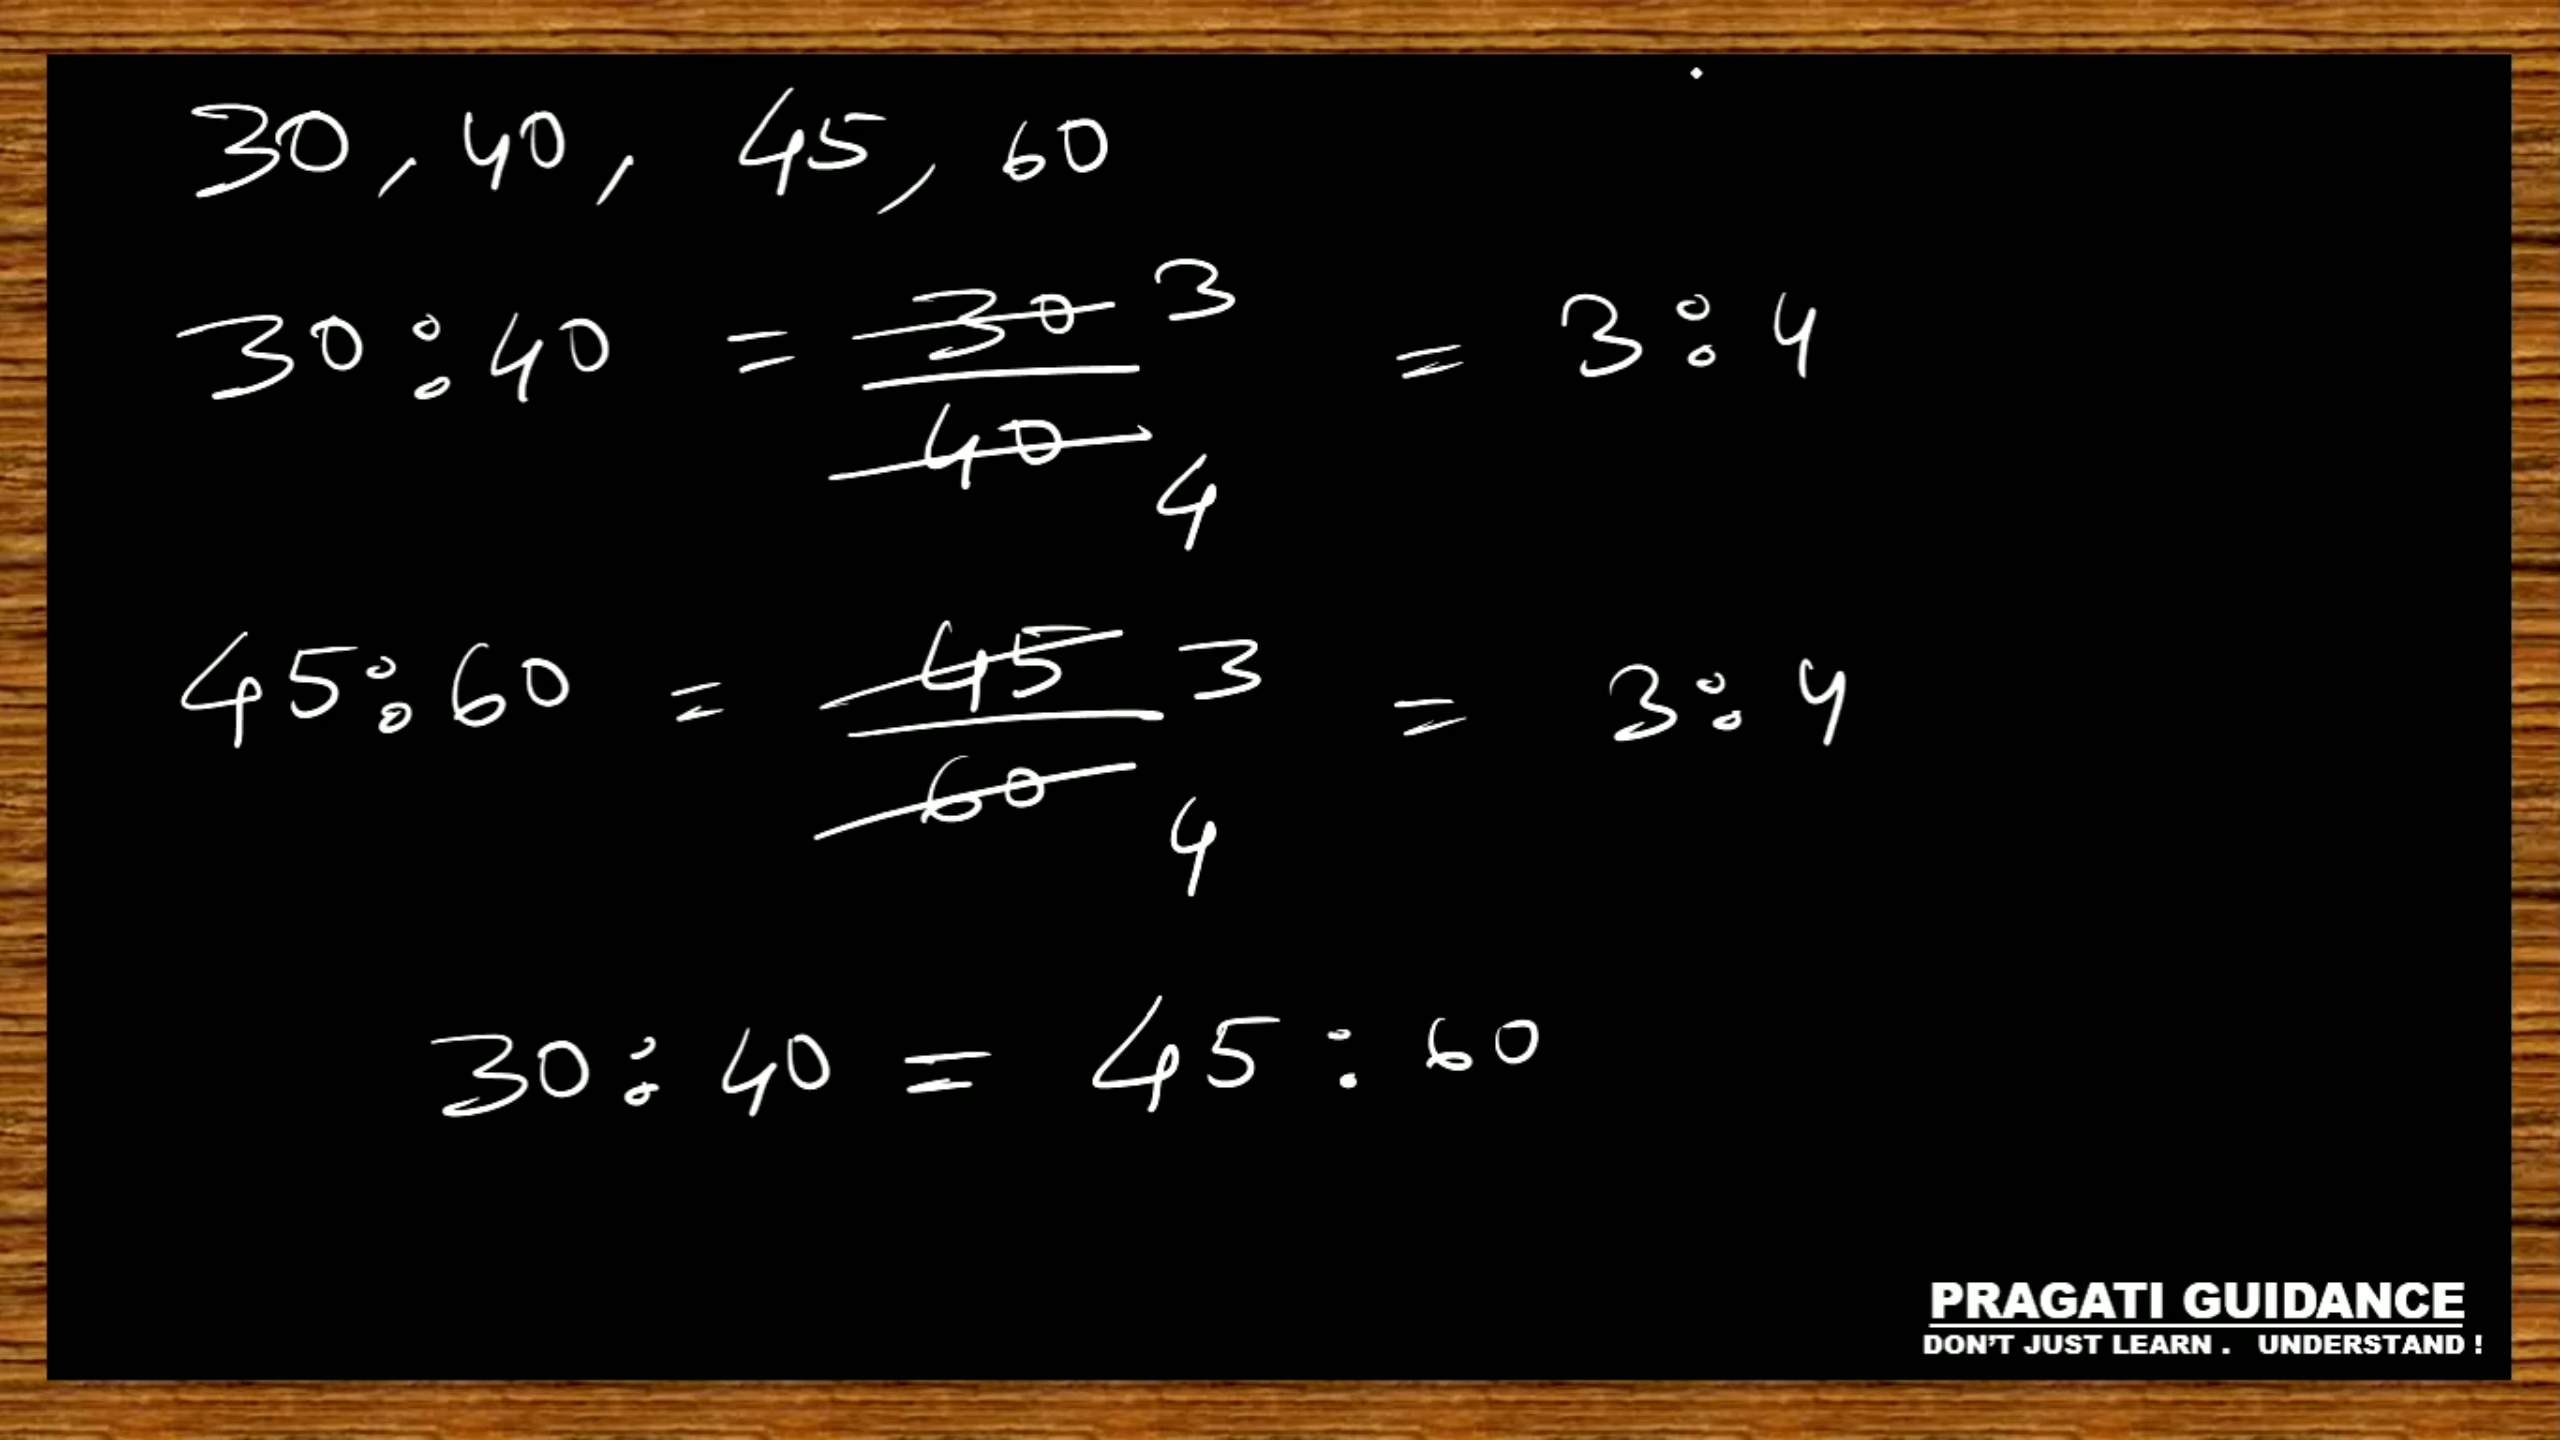 30, 40, 45, 60
30 : 40 = 30/40 3/4 = 3 : 4
45 : 60 = 45/60 3/4 = 3 : 4
30 : 40 = 45 : 60
PRAGATI GUIDANCE
DON'T JUST LEARN . UNDERSTAND !